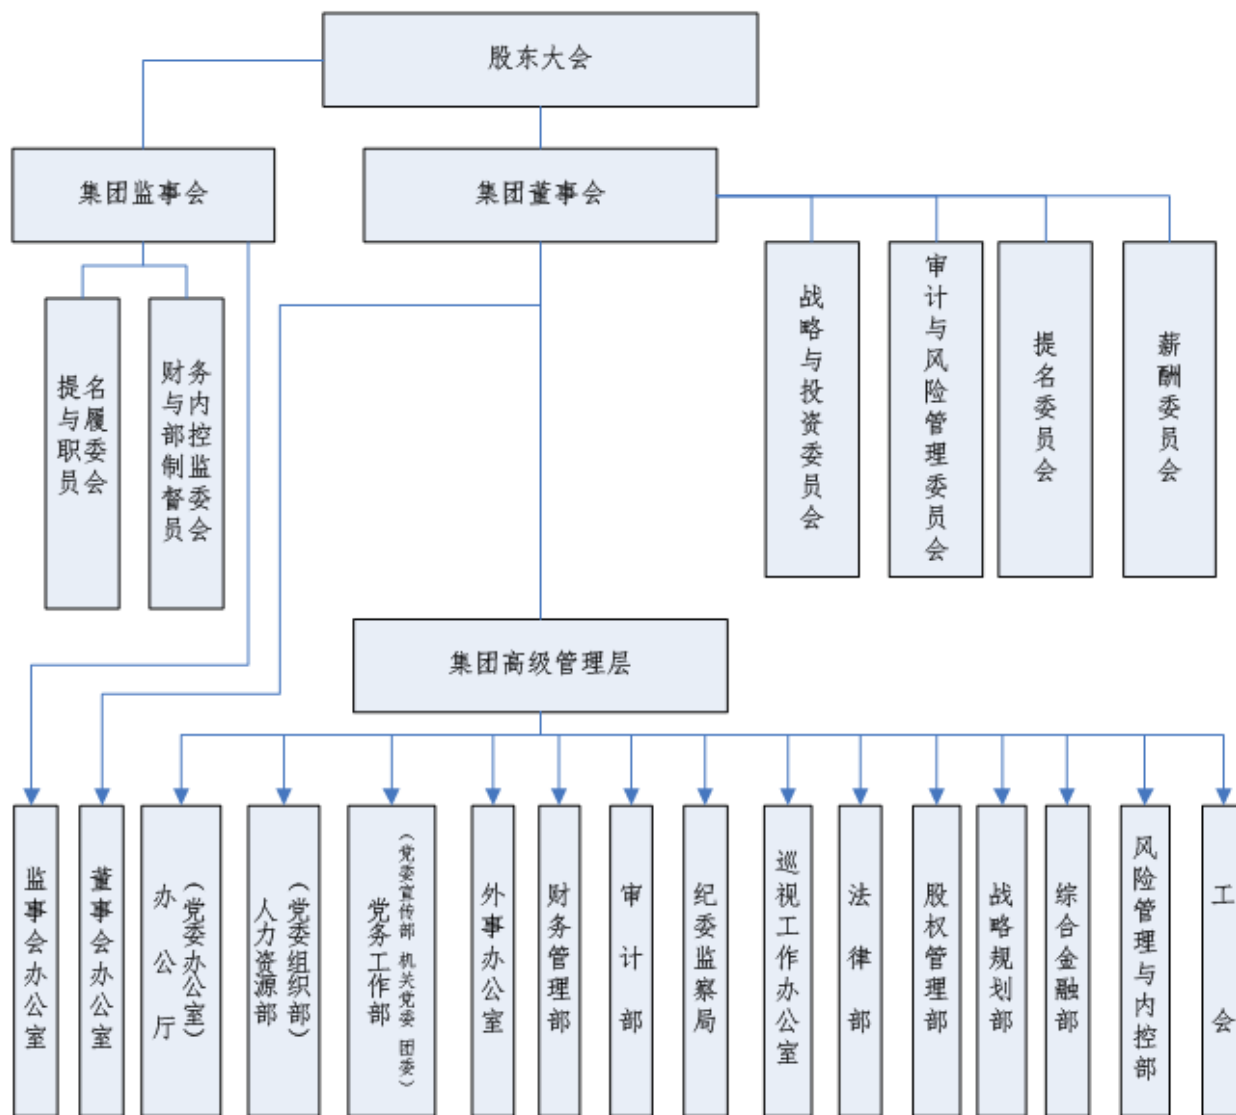 股东大会
集团监事会
集团董事会
提名
与履
职委
员会
财务
与内
部控
制监
督委
员会
战略与投资委员会
审计与风险管理委员会
提名委员会
薪酬委员会
集团高级管理层
监事会办公室
董事会办公室
办公厅
(党委办公室)
人力资源部
(党委组织部)
党务工作部
(党委宣传部 机关党委 团委)
外事办公室
财务管理部
审计部
纪委监察局
巡视工作办公室
法律部
股权管理部
战略规划部
综合金融部
风险管理与内控部
工会